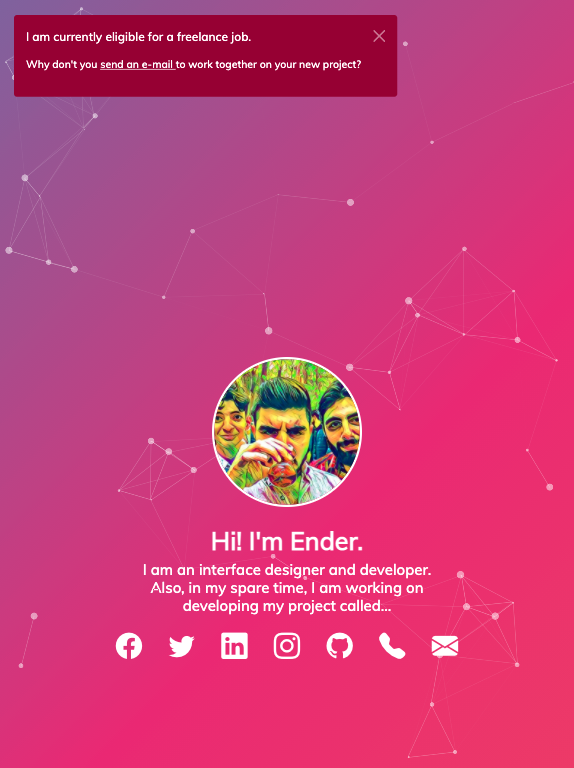 I am currently eligible for a freelance job.
Why don't you send an e-mail to work together on your new project?
Hi! I'm Ender.
I am an interface designer and developer.
Also, in my spare time, I am working on
developing my project called...